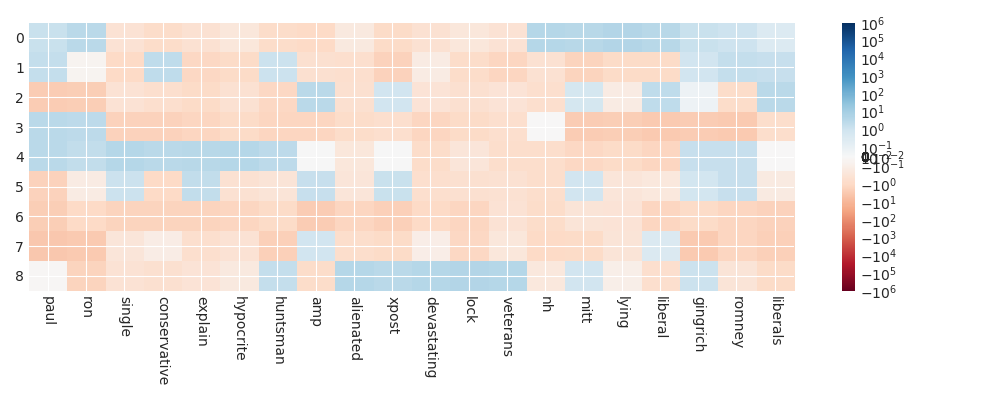 0
1
2
3
4
5
6
7
8
paul
ron
single
conservative
explain
hypocrite
huntsman
amp
alienated
xpost
devastating
lock
veterans
nh
mitt
lying
liberal
gingrich
romney
liberals
10^6
10^5
10^4
10^3
10^2
10^1
10^0
10^-1
−10^-1
−10^0
−10^1
−10^2
−10^3
−10^4
−10^5
−10^6